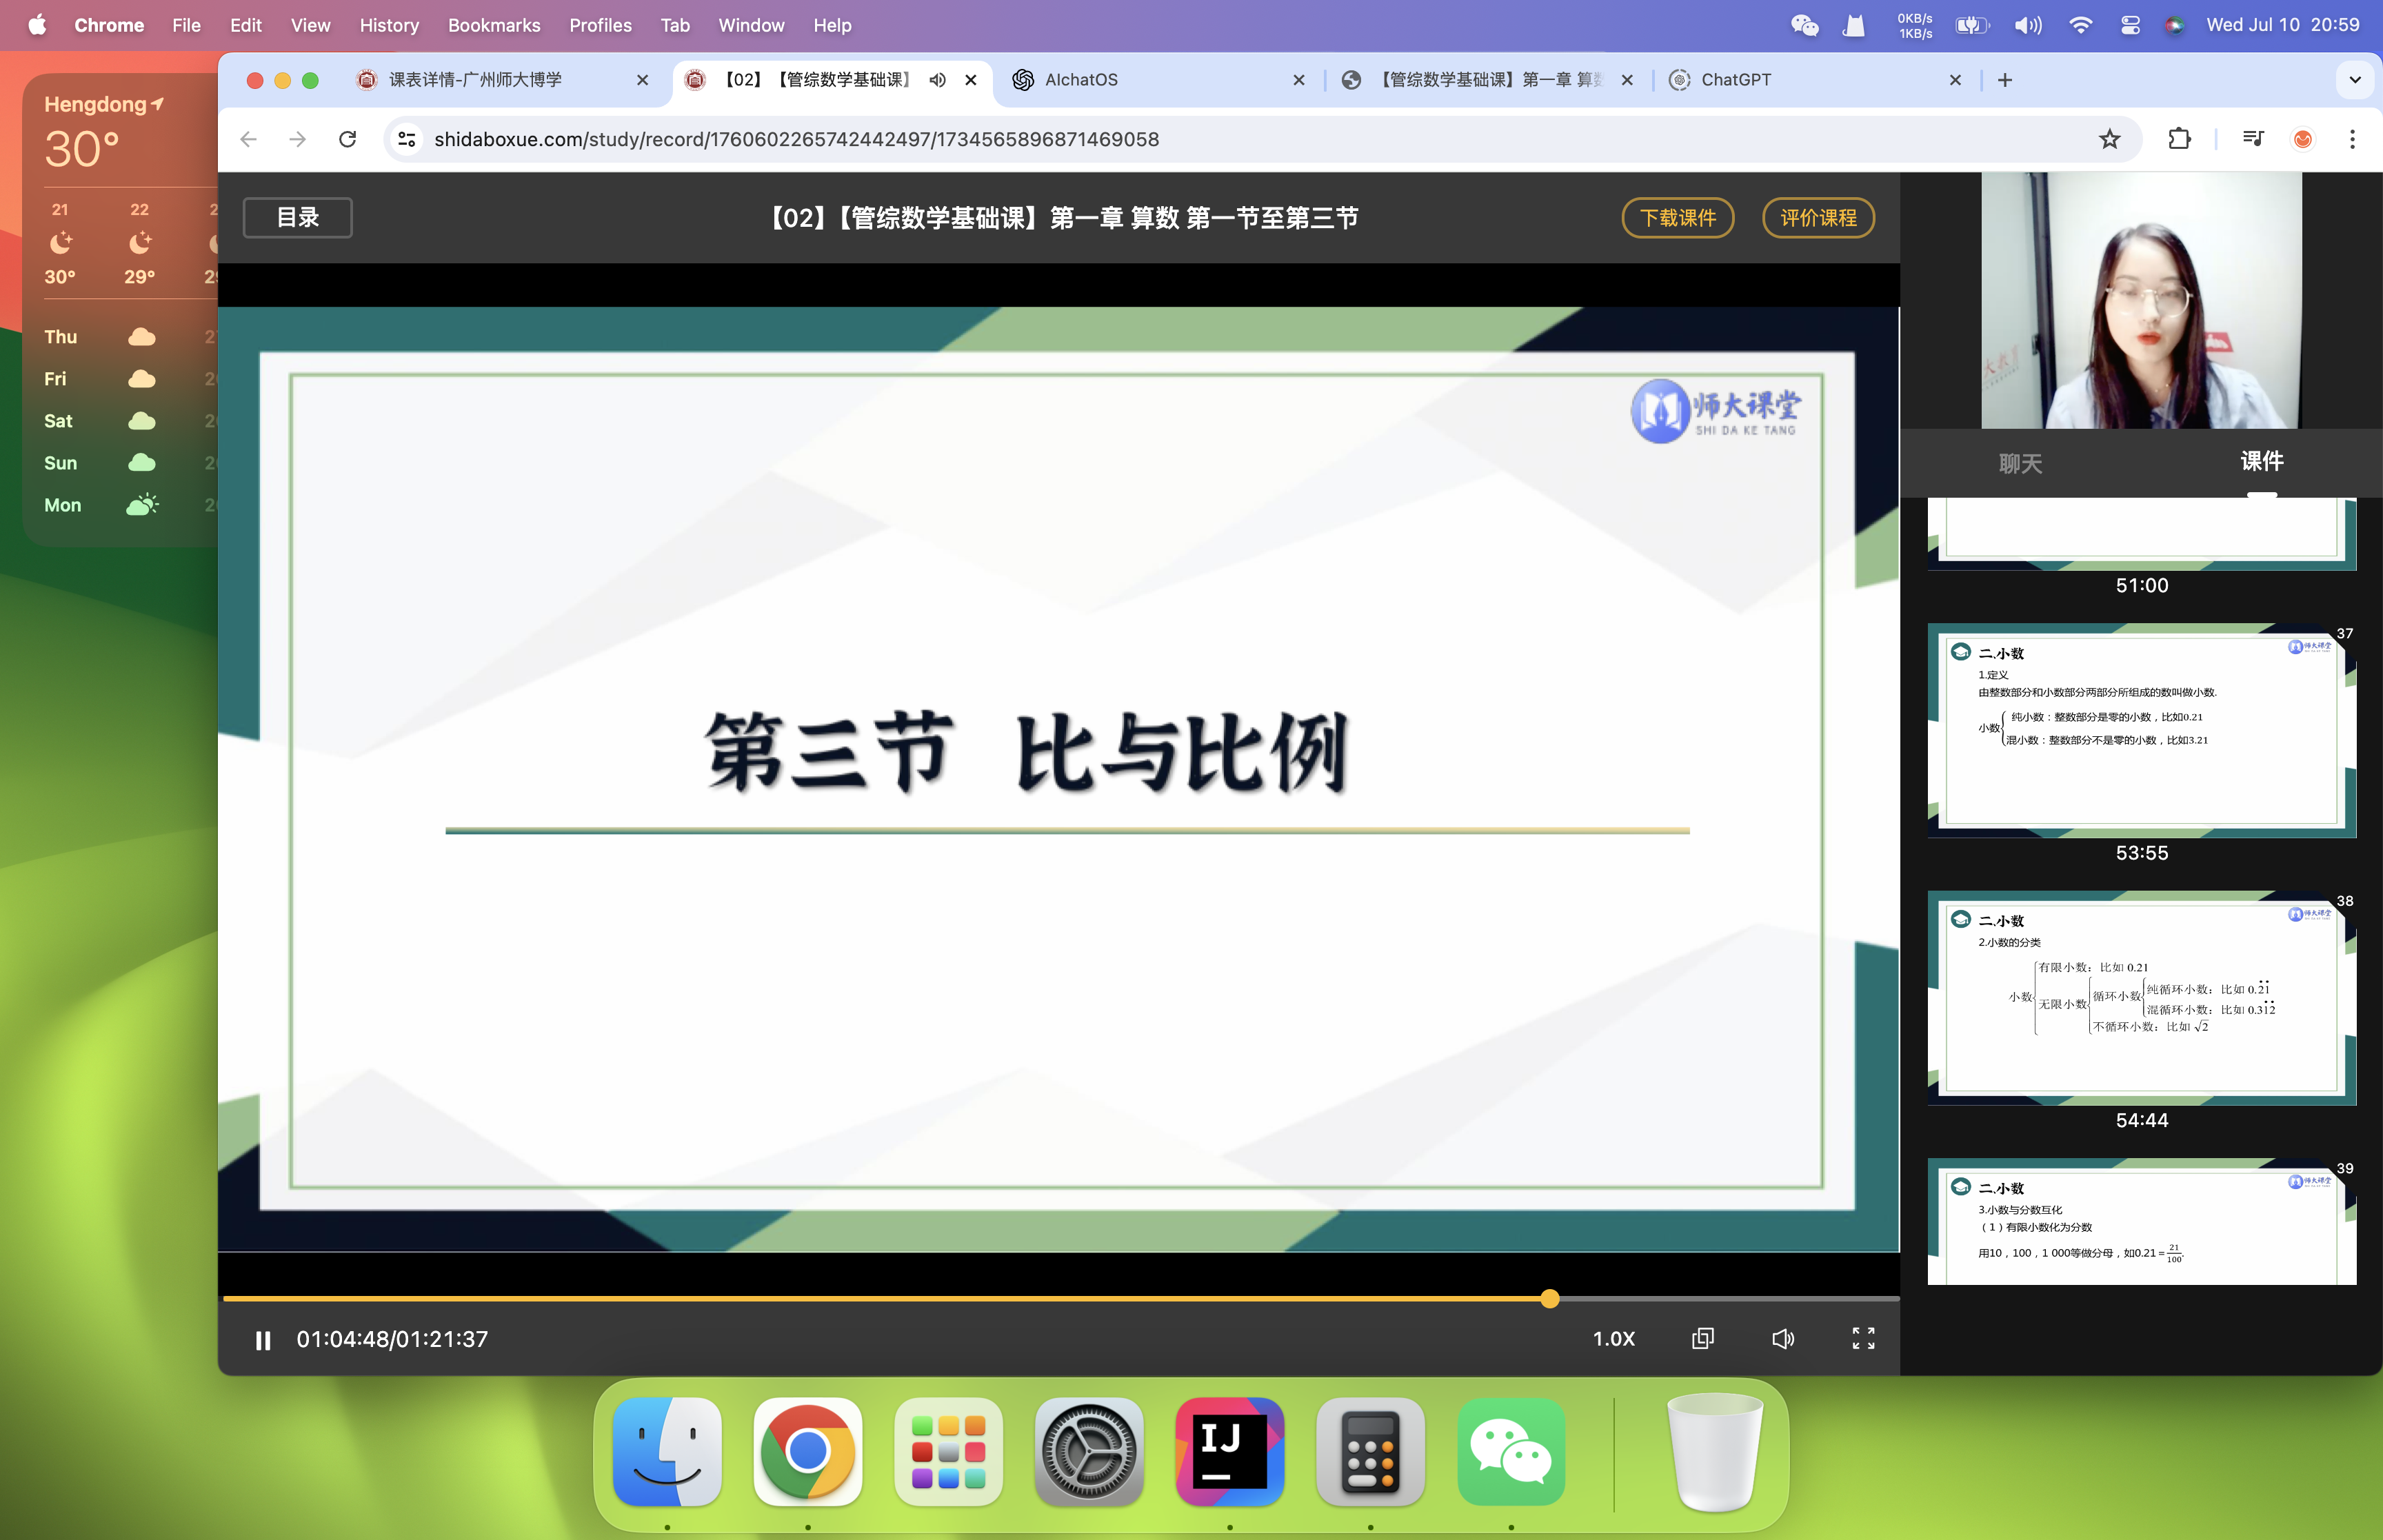 Chrome File Edit View History Bookmarks Profiles Tab Window Help
0KB/s
1KB/s
Wed Jul 10 20:59
Hengdong
30°
21 22
30° 29°
Thu
Fri
Sat
Sun
Mon
课表详情-广州师大博学
【02】【管综数学基础课】
AIchatOS
【管综数学基础课】第一章 算
ChatGPT
shidaboxue.com/study/record/1760602265742442497/1734565896871469058
目录
【02】【管综数学基础课】第一章 算数 第一节至第三节
下载课件
评价课程
师大课堂
SHI DA KE TANG
第三节 比与比例
01:04:48/01:21:37
1.0X
聊天
课件
51:00
37
师大课堂
二.小数
1.定义
由整数部分和小数部分两部分所组成的数叫做小数.
小数
纯小数：整数部分是零的小数，比如0.21
混小数：整数部分不是零的小数，比如3.21
53:55
38
师大课堂
二.小数
2.小数的分类
有限小数：比如 0.21
小数
无限小数
循环小数
纯循环小数：比如 0.2̇1̇
混循环小数：比如 0.31̇2̇
不循环小数：比如 √2
54:44
39
师大课堂
二.小数
3.小数与分数互化
（1）有限小数化为分数
用10，100，1 000等做分母，如0.21＝21/100.
IJ